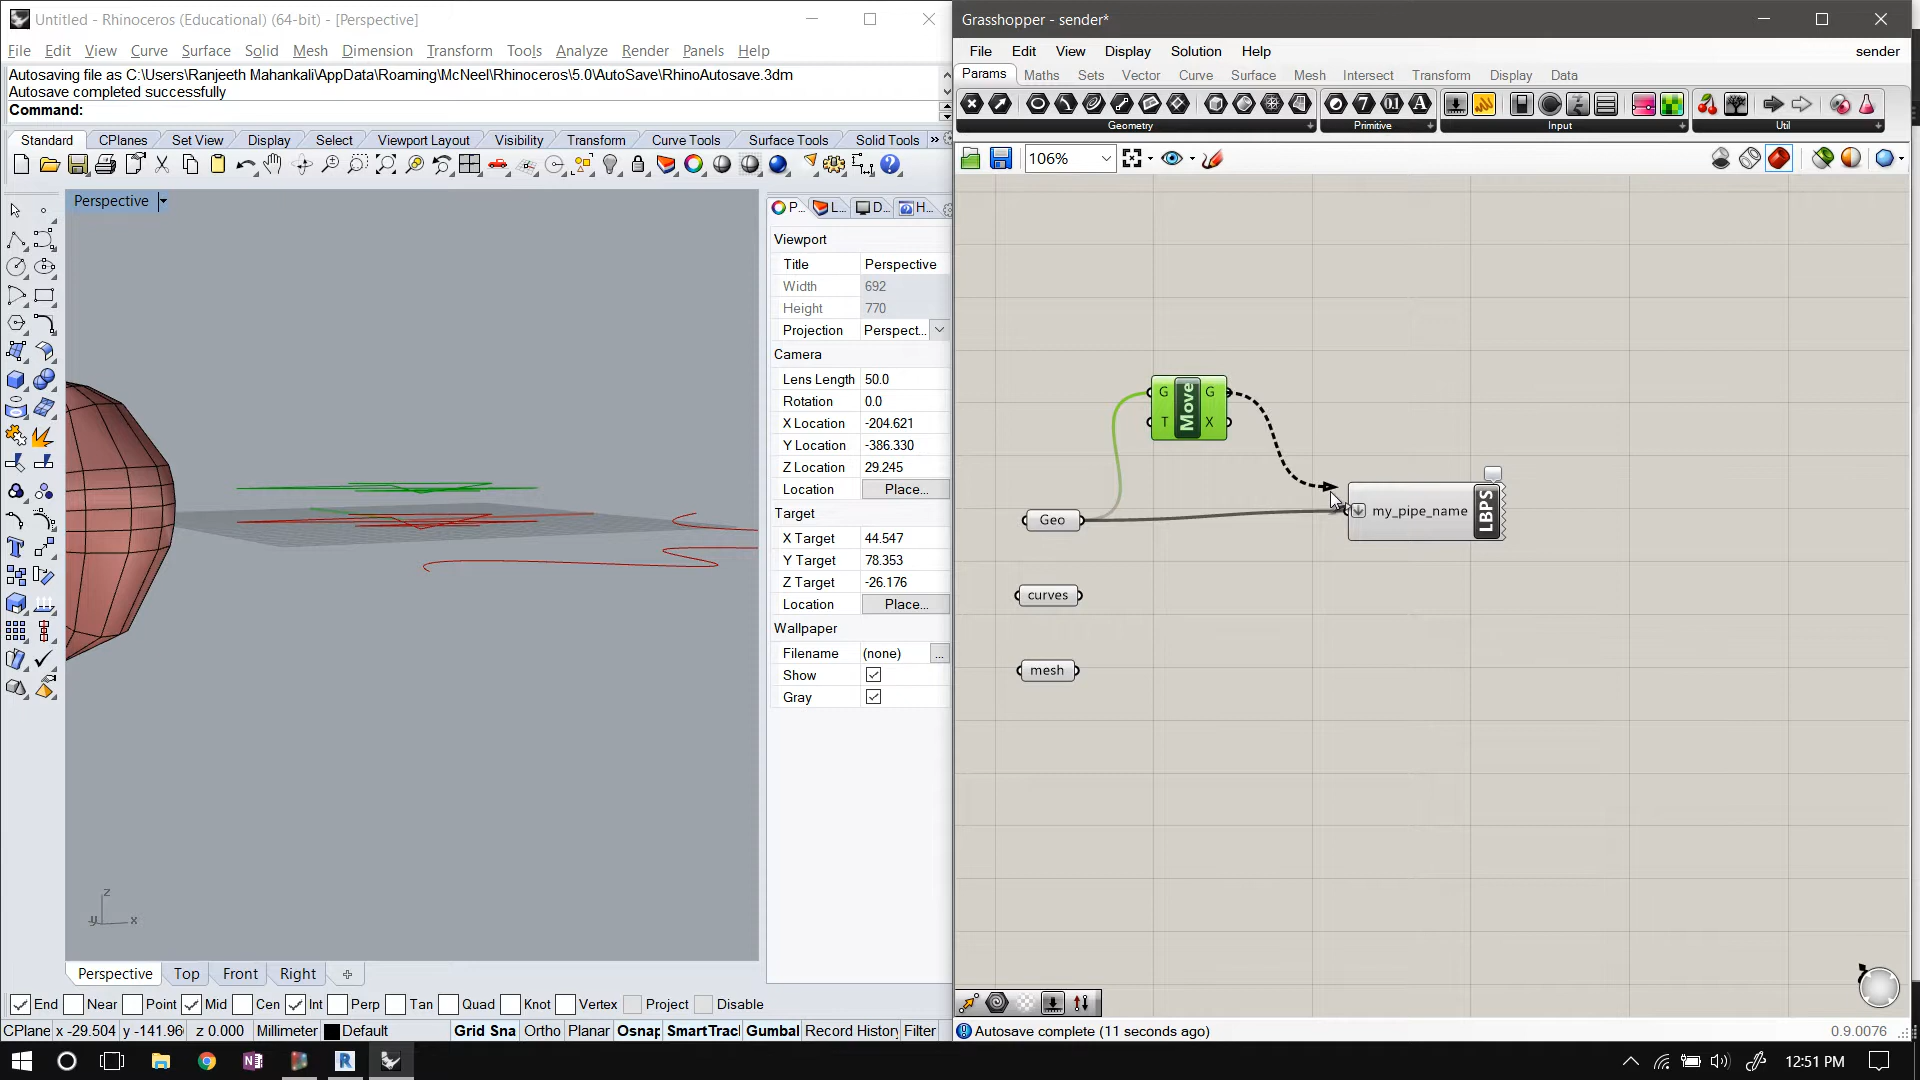 Untitled - Rhinoceros (Educational) (64-bit) - [Perspective]
File Edit View Curve Surface Solid Mesh Dimension Transform Tools Analyze Render Panels Help
Autosaving file as C:\Users\Ranjeeth Mahankali\AppData\Roaming\McNeel\Rhinoceros\5.0\AutoSave\RhinoAutosave.3dm
Autosave completed successfully
Command:
Standard CPlanes Set View Display Select Viewport Layout Visibility Transform Curve Tools Surface Tools Solid Tools »
Perspective
P... L... D... H...
Viewport
Title Perspective
Width 692
Height 770
Projection Perspect...
Camera
Lens Length 50.0
Rotation 0.0
X Location -204.621
Y Location -386.330
Z Location 29.245
Location Place...
Target
X Target 44.547
Y Target 78.353
Z Target -26.176
Location Place...
Wallpaper
Filename (none) ...
Show
Gray
z
y x
Perspective Top Front Right
End Near Point Mid Cen Int Perp Tan Quad Knot Vertex Project Disable
CPlane x -29.504 y -141.96 z 0.000 Millimeter Default Grid Sna Ortho Planar Osnap SmartTrack Gumbal Record History Filter
Grasshopper - sender*
File Edit View Display Solution Help sender
Params Maths Sets Vector Curve Surface Mesh Intersect Transform Display Data
Geometry Primitive Input Util
106%
G Move G
T X
Geo
my_pipe_name LBPS
curves
mesh
Autosave complete (11 seconds ago) 0.9.0076
12:51 PM